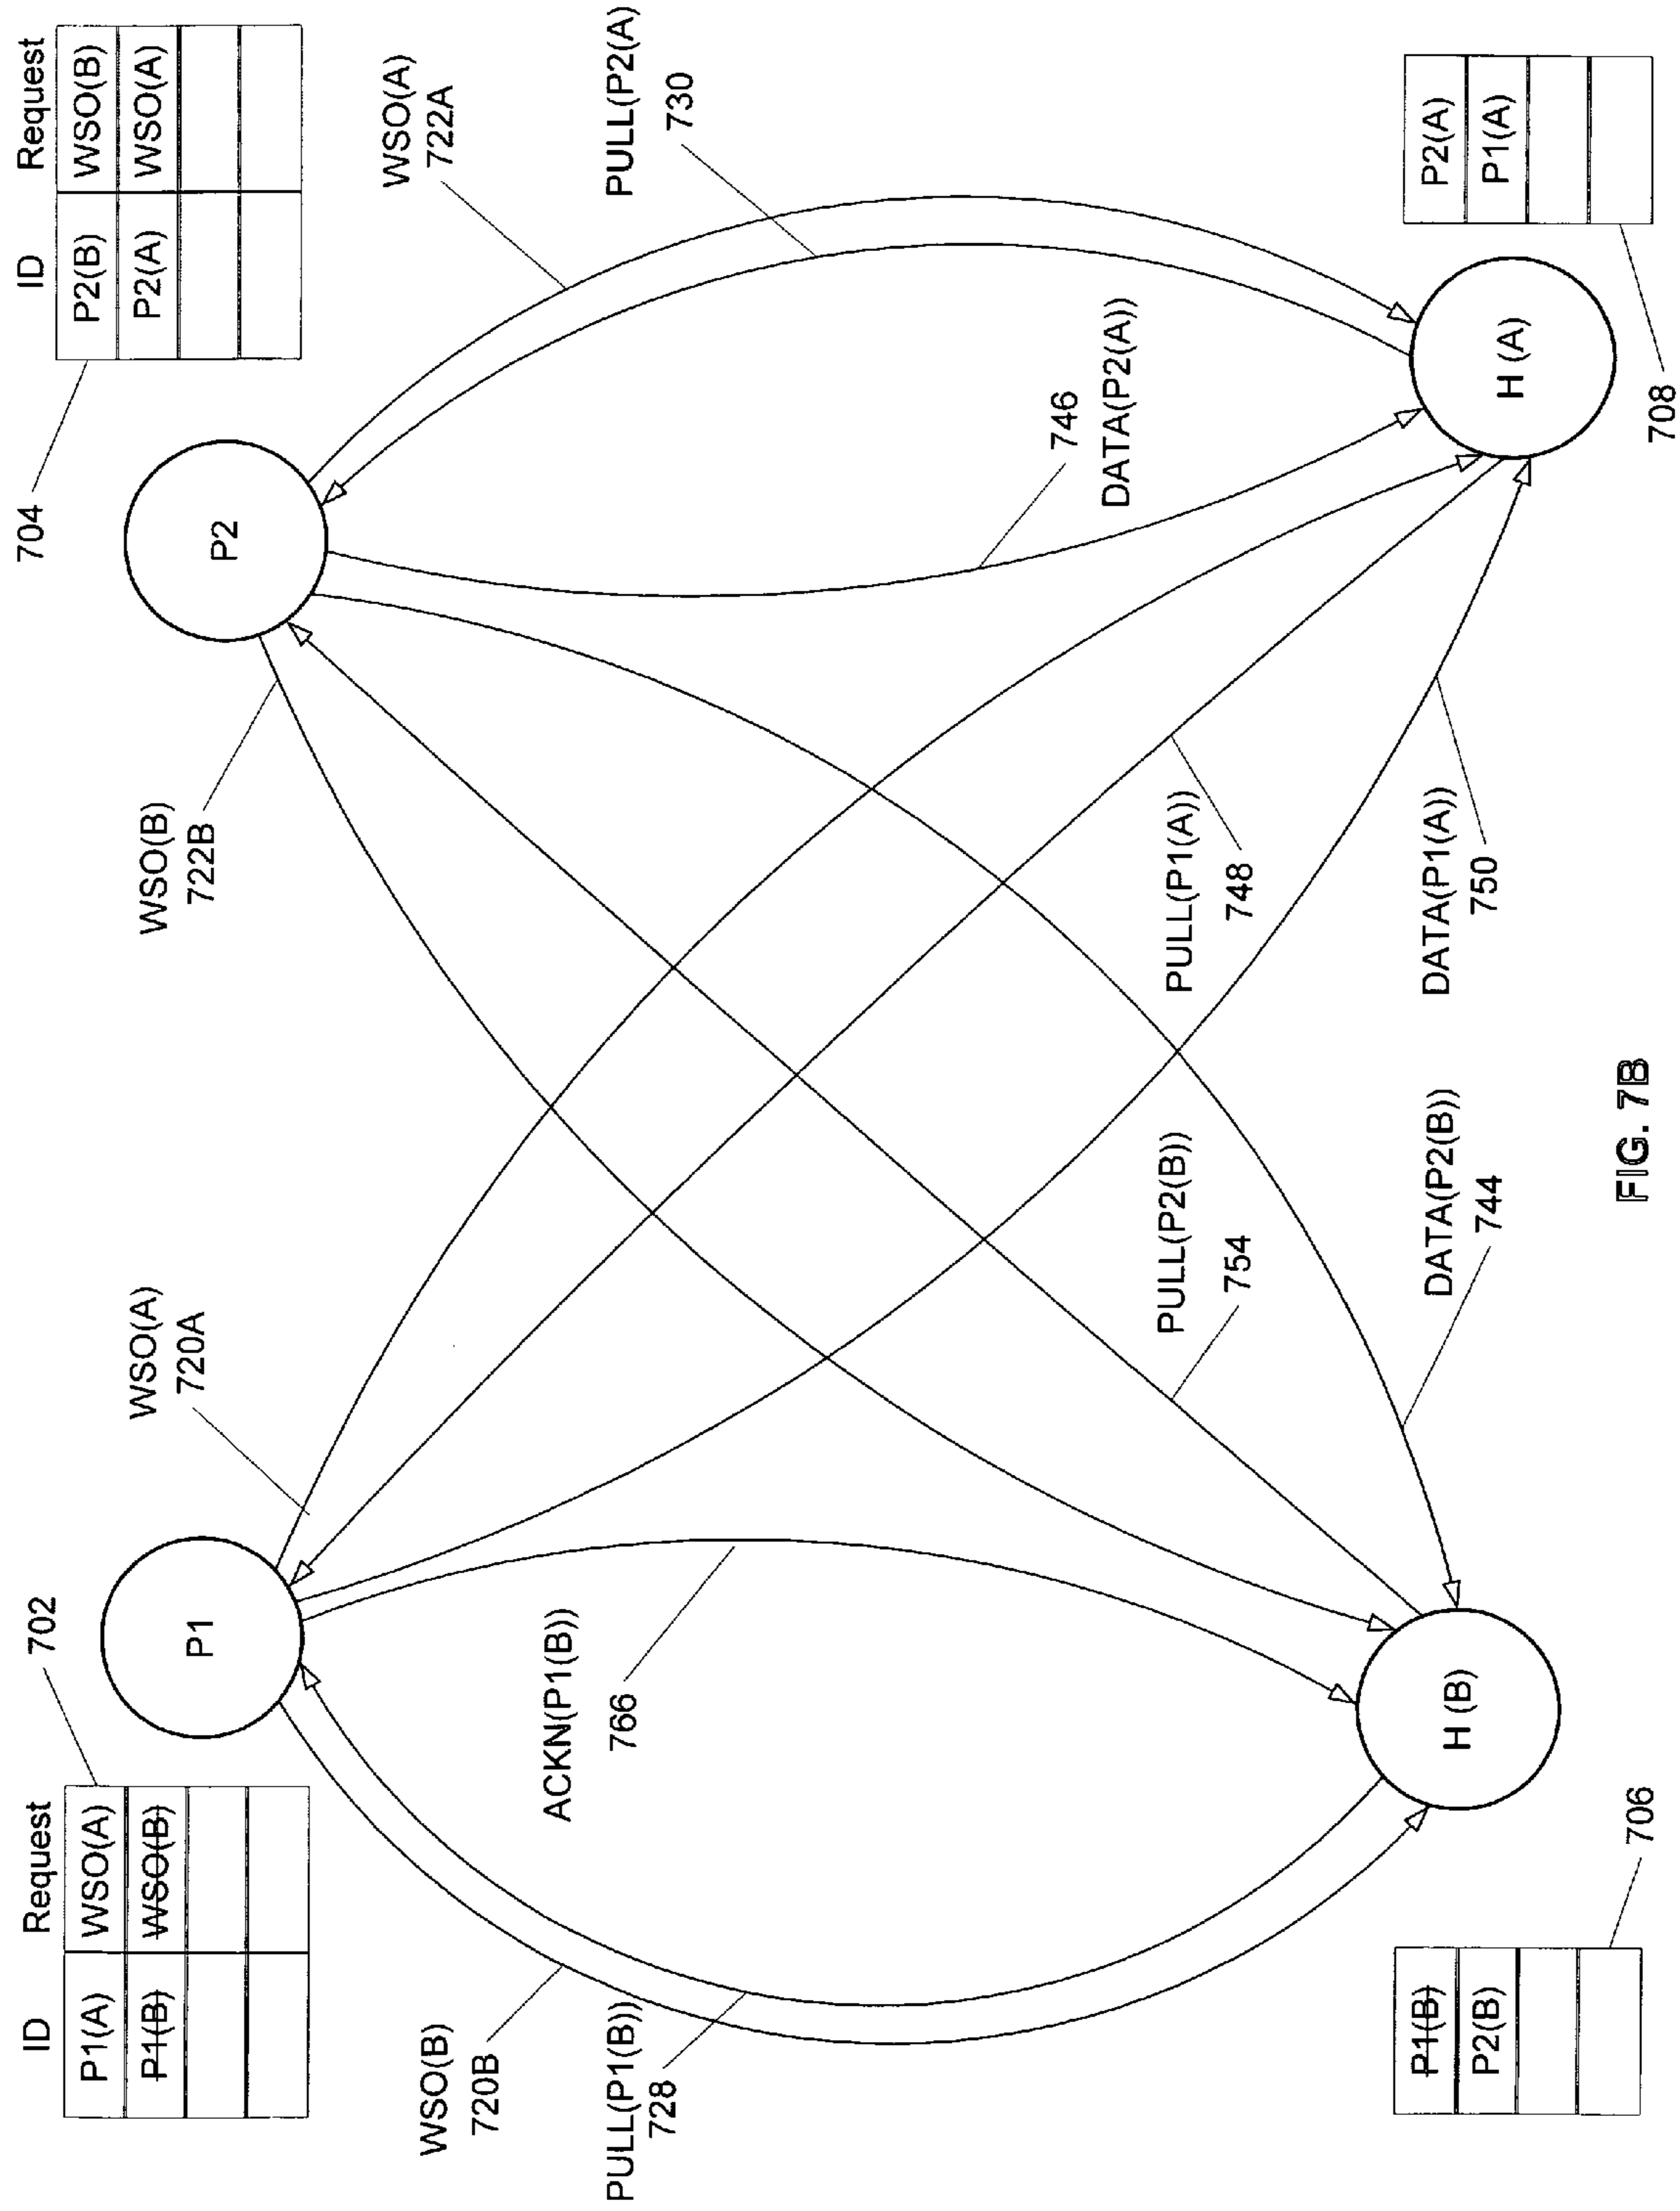 ID Request
P1(A) WSO(A)
P1(B) WSO(B)
702
P1
WSO(A)
720A
WSO(B)
722B
P2
704
ID Request
P2(B) WSO(B)
P2(A) WSO(A)
WSO(B)
720B
PULL(P1(B))
728
ACKN(P1(B))
766
WSO(A)
722A
PULL(P2(A)
730
746
DATA(P2(A))
PULL(P2(B))
754
PULL(P1(A))
748
DATA(P2(B))
744
DATA(P1(A))
750
P1(B)
P2(B)
706
H (B)
H (A)
P2(A)
P1(A)
708
FIG. 7B